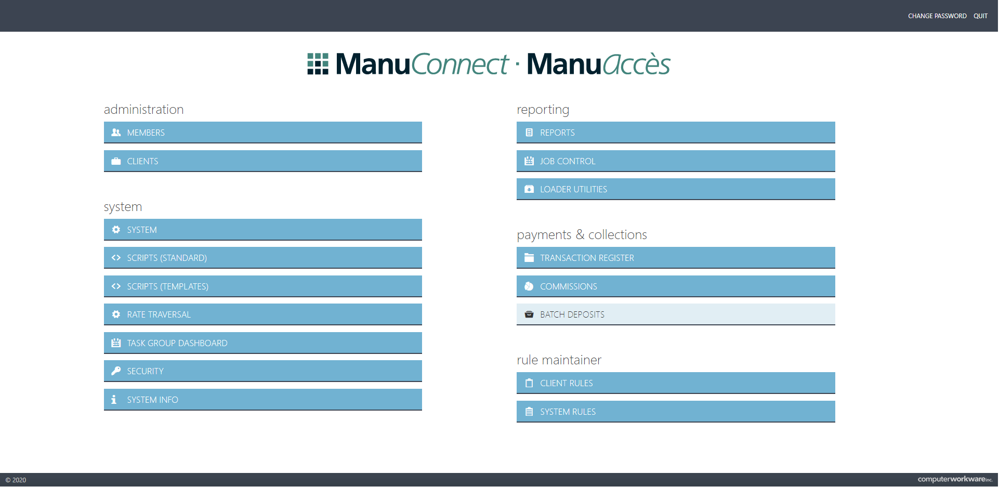 CHANGE PASSWORD QUIT
ManuConnect · ManuAccès
administration
MEMBERS
CLIENTS
system
SYSTEM
SCRIPTS (STANDARD)
SCRIPTS (TEMPLATES)
RATE TRAVERSAL
TASK GROUP DASHBOARD
SECURITY
SYSTEM INFO
reporting
REPORTS
JOB CONTROL
LOADER UTILITIES
payments & collections
TRANSACTION REGISTER
COMMISSIONS
BATCH DEPOSITS
rule maintainer
CLIENT RULES
SYSTEM RULES
© 2020
computerworkwareinc.